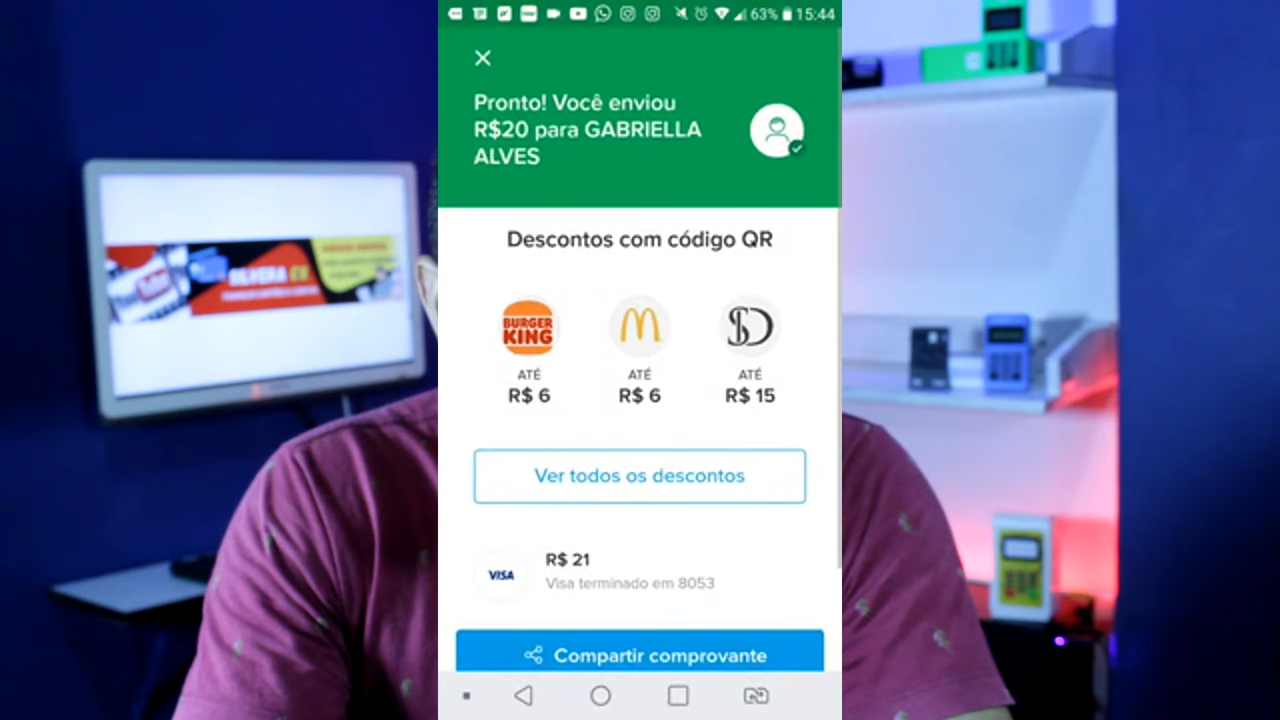 63% 15:44
Pronto! Você enviou
R$20 para GABRIELLA
ALVES
Descontos com código QR
BURGER
KING
ATÉ
R$ 6
ATÉ
R$ 6
ATÉ
R$ 15
Ver todos os descontos
VISA
R$ 21
Visa terminado em 8053
Compartir comprovante